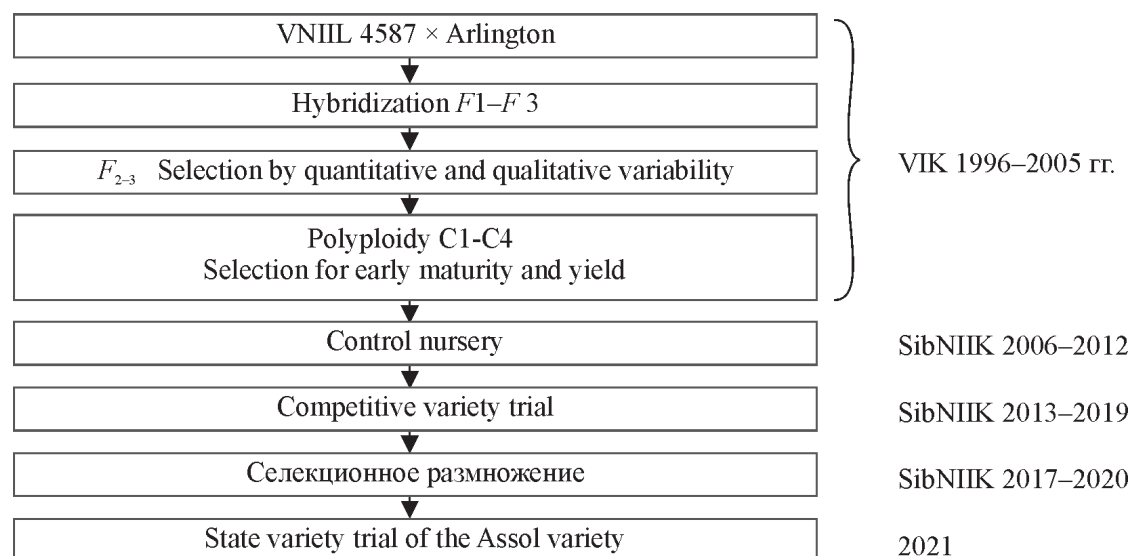 VNIIL 4587 × Arlington
Hybridization F1–F 3
F2–3 Selection by quantitative and qualitative variability
VIK 1996–2005 гг.
Polyploidy C1-C4
Selection for early maturity and yield
Control nursery
SibNIIK 2006–2012
Competitive variety trial
SibNIIK 2013–2019
Селекционное размножение
SibNIIK 2017–2020
State variety trial of the Assol variety
2021